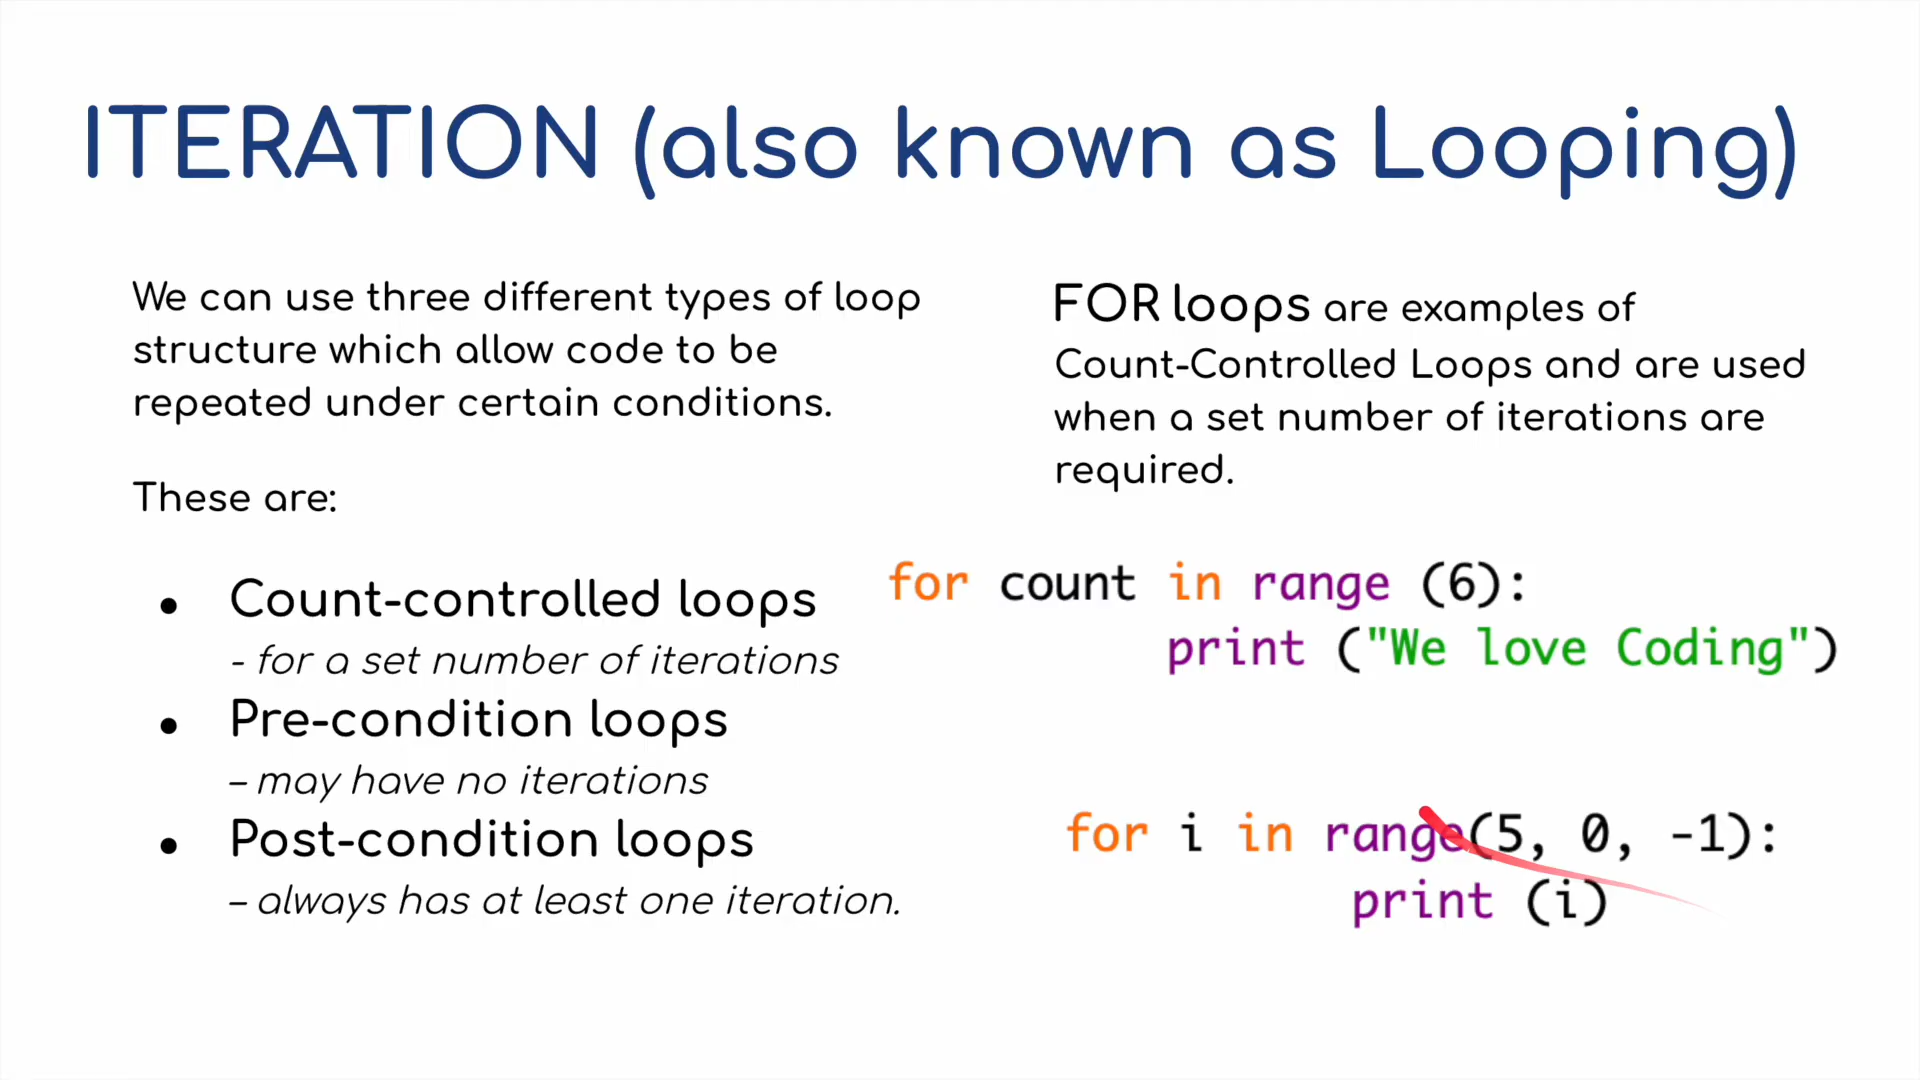 ITERATION (also known as Looping)
We can use three different types of loop
structure which allow code to be
repeated under certain conditions.
These are:
● Count-controlled loops
- for a set number of iterations
● Pre-condition loops
– may have no iterations
● Post-condition loops
– always has at least one iteration.
FOR loops are examples of
Count-Controlled Loops and are used
when a set number of iterations are
required.
for count in range (6):
print ("We love Coding")
for i in range(5, 0, -1):
print (i)